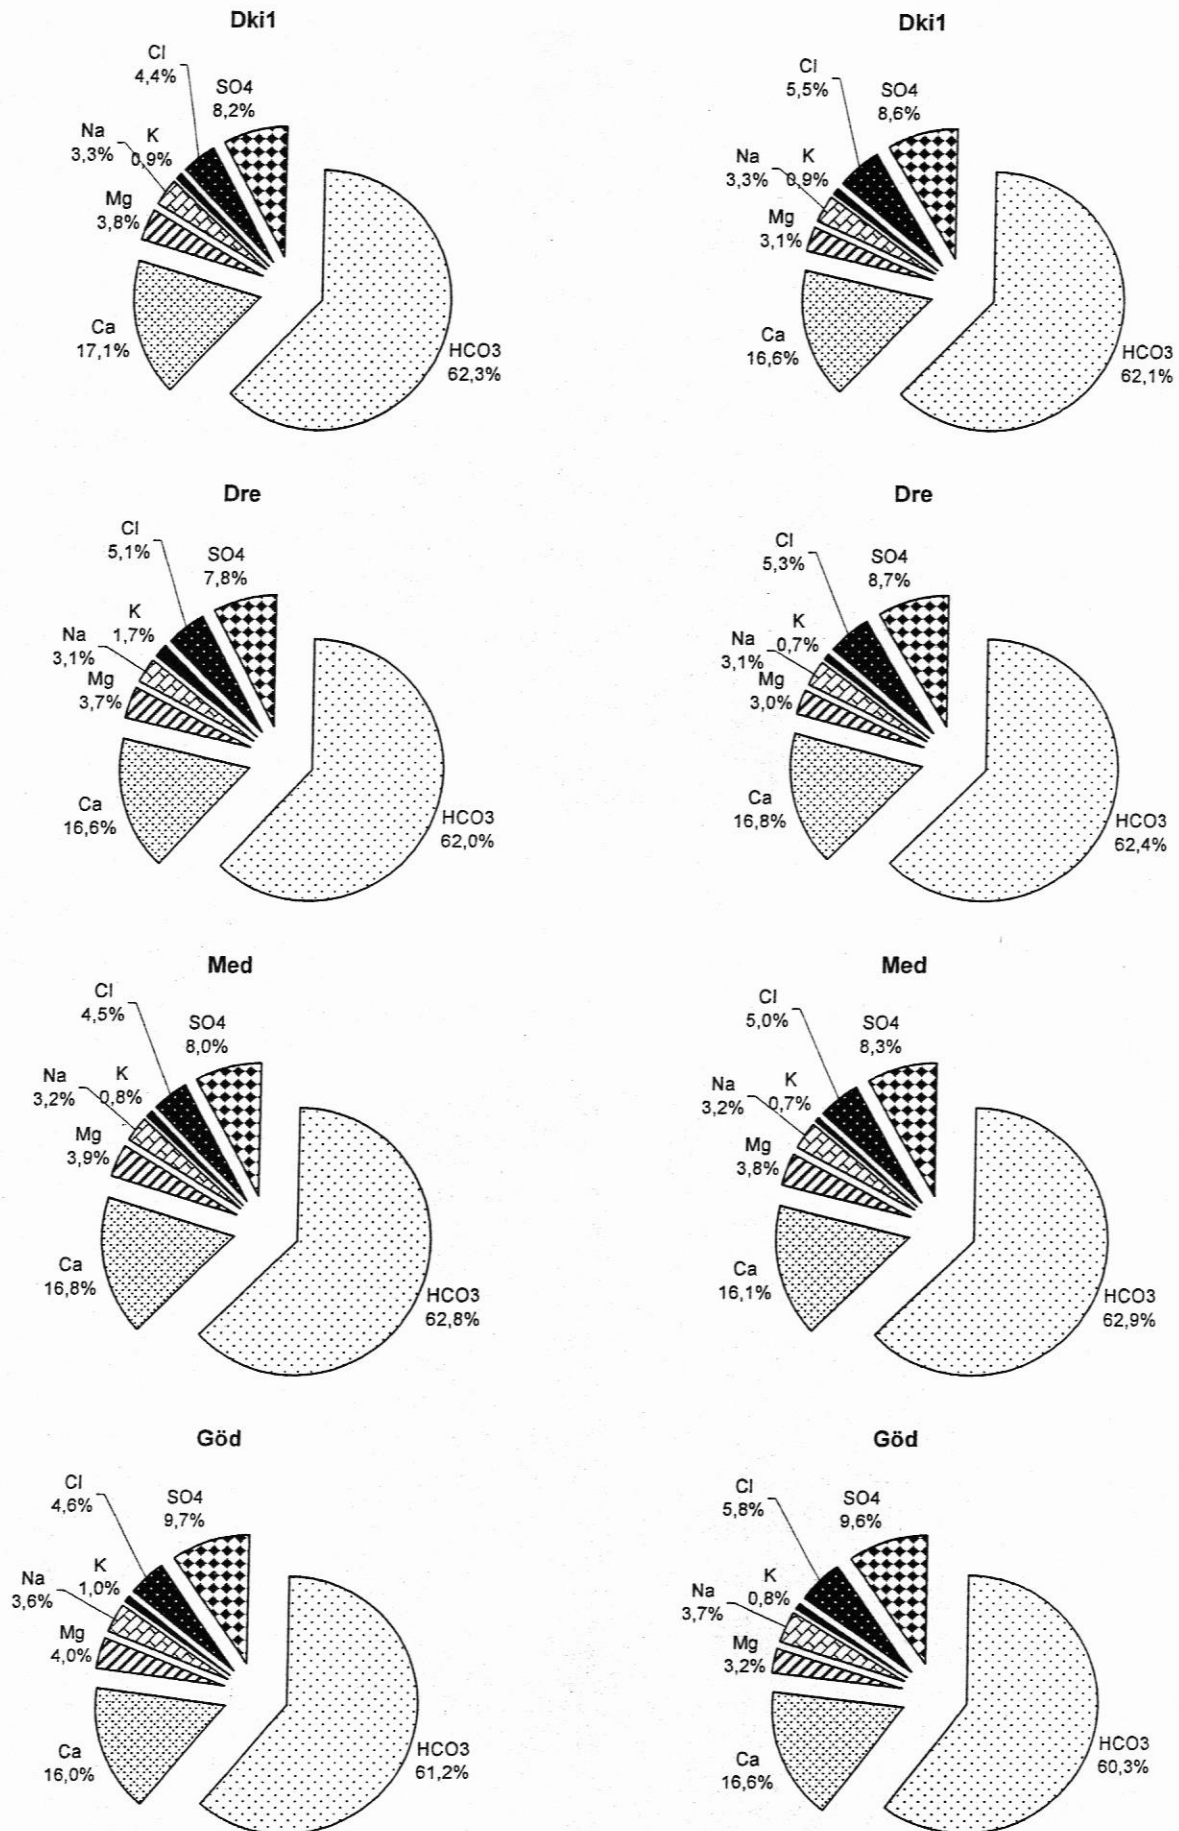 Dki1
Cl
4,4%
SO4
8,2%
Na
3,3%
K
0,9%
Mg
3,8%
Ca
17,1%
HCO3
62,3%
Dki1
Cl
5,5%
SO4
8,6%
Na
3,3%
K
0,9%
Mg
3,1%
Ca
16,6%
HCO3
62,1%
Dre
Cl
5,1%
SO4
7,8%
K
1,7%
Na
3,1%
Mg
3,7%
Ca
16,6%
HCO3
62,0%
Dre
Cl
5,3%
SO4
8,7%
K
0,7%
Na
3,1%
Mg
3,0%
Ca
16,8%
HCO3
62,4%
Med
Cl
4,5%
SO4
8,0%
Na
3,2%
K
0,8%
Mg
3,9%
Ca
16,8%
HCO3
62,8%
Med
Cl
5,0%
SO4
8,3%
Na
3,2%
K
0,7%
Mg
3,8%
Ca
16,1%
HCO3
62,9%
Göd
Cl
4,6%
SO4
9,7%
K
1,0%
Na
3,6%
Mg
4,0%
Ca
16,0%
HCO3
61,2%
Göd
Cl
5,8%
SO4
9,6%
K
0,8%
Na
3,7%
Mg
3,2%
Ca
16,6%
HCO3
60,3%